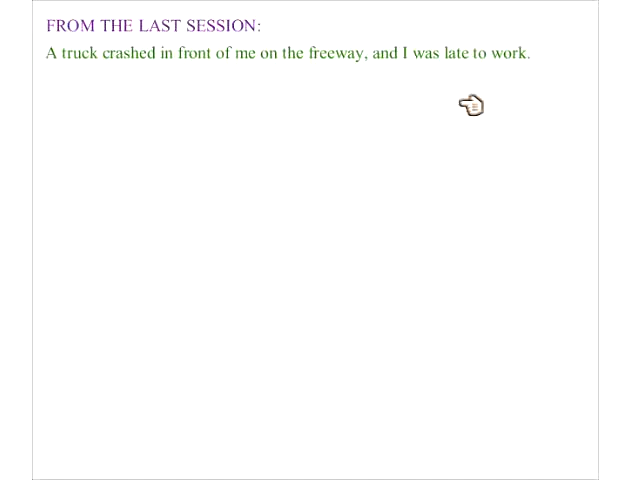 FROM THE LAST SESSION:
A truck crashed in front of me on the freeway, and I was late to work.